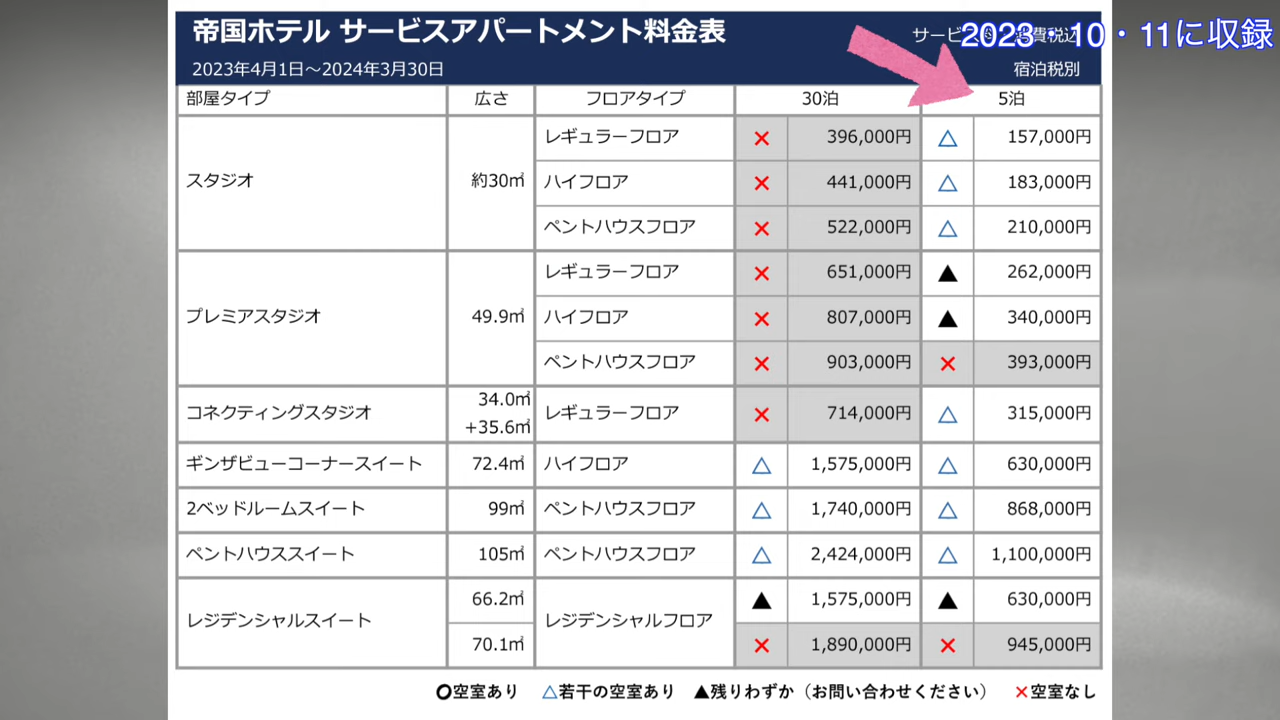 帝国ホテル サービスアパートメント料金表
2023・10・11に収録
2023年4月1日～2024年3月30日
宿泊税別
部屋タイプ 広さ フロアタイプ 30泊 5泊
スタジオ 約30㎡ レギュラーフロア × 396,000円 △ 157,000円
ハイフロア × 441,000円 △ 183,000円
ペントハウスフロア × 522,000円 △ 210,000円
プレミアスタジオ 49.9㎡ レギュラーフロア × 651,000円 ▲ 262,000円
ハイフロア × 807,000円 ▲ 340,000円
ペントハウスフロア × 903,000円 × 393,000円
コネクティングスタジオ 34.0㎡ +35.6㎡ レギュラーフロア × 714,000円 △ 315,000円
ギンザビューコーナースイート 72.4㎡ ハイフロア △ 1,575,000円 △ 630,000円
2ベッドルームスイート 99㎡ ペントハウスフロア △ 1,740,000円 △ 868,000円
ペントハウススイート 105㎡ ペントハウスフロア △ 2,424,000円 △ 1,100,000円
レジデンシャルスイート 66.2㎡ レジデンシャルフロア ▲ 1,575,000円 ▲ 630,000円
70.1㎡ × 1,890,000円 × 945,000円
○空室あり △若干の空室あり ▲残りわずか（お問い合わせください） ×空室なし